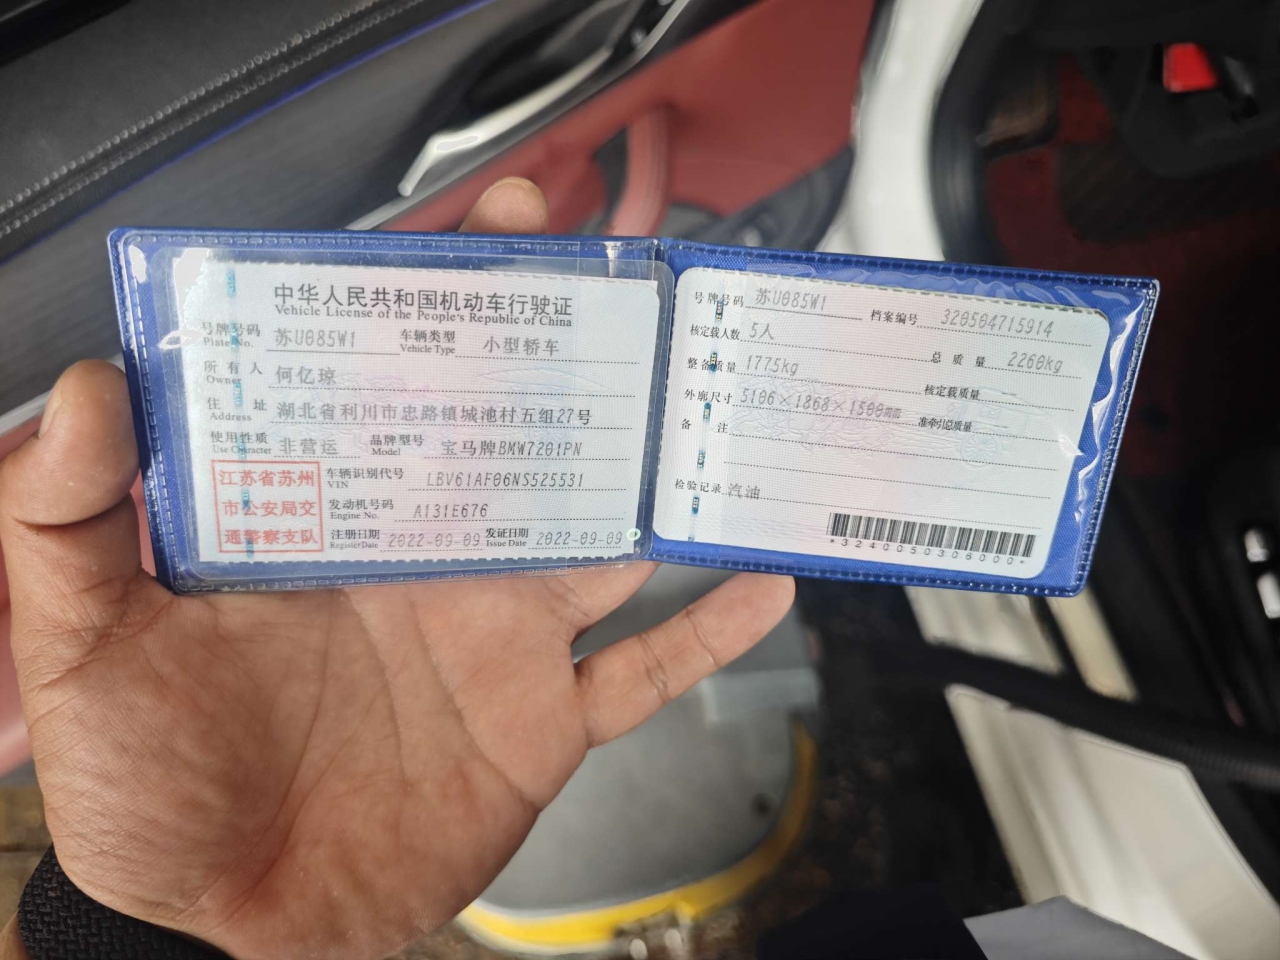 中华人民共和国机动车行驶证
Vehicle License of the People's Republic of China
号牌号码 苏U085W1 车辆类型 小型轿车
Plate No. Vehicle Type
所有人 何亿琼
Owner
住址 湖北省利川市忠路镇城池村五组27号
Address
使用性质 非营运 品牌型号 宝马牌BMW7201PN
Use Character Model
江苏省苏州
市公安局交
通警察支队
车辆识别代号 LBV61AF06NS525531
VIN
发动机号码 A131E676
Engine No.
注册日期 2022-09-09 发证日期 2022-09-09
Register Date Issue Date
号牌号码 苏U085W1 档案编号 320504715914
核定载人数 5人 总质量 2260kg
整备质量 1775kg 核定载质量 --
外廓尺寸 5106×1868×1500mm 准牵引总质量 --
备注
检验记录 汽油
*3240050306000*